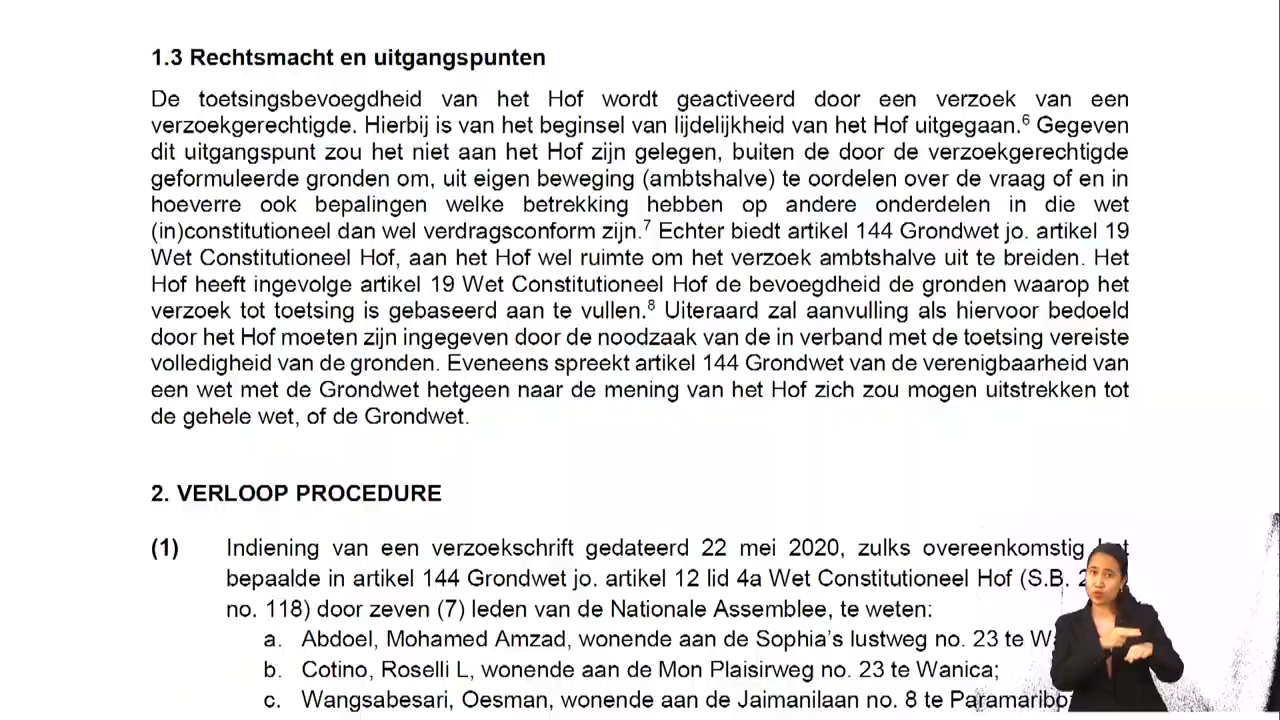 1.3 Rechtsmacht en uitgangspunten
De toetsingsbevoegdheid van het Hof wordt geactiveerd door een verzoek van een
verzoekgerechtigde. Hierbij is van het beginsel van lijdelijkheid van het Hof uitgegaan.⁶ Gegeven
dit uitgangspunt zou het niet aan het Hof zijn gelegen, buiten de door de verzoekgerechtigde
geformuleerde gronden om, uit eigen beweging (ambtshalve) te oordelen over de vraag of en in
hoeverre ook bepalingen welke betrekking hebben op andere onderdelen in die wet
(in)constitutioneel dan wel verdragsconform zijn.⁷ Echter biedt artikel 144 Grondwet jo. artikel 19
Wet Constitutioneel Hof, aan het Hof wel ruimte om het verzoek ambtshalve uit te breiden. Het
Hof heeft ingevolge artikel 19 Wet Constitutioneel Hof de bevoegdheid de gronden waarop het
verzoek tot toetsing is gebaseerd aan te vullen.⁸ Uiteraard zal aanvulling als hiervoor bedoeld
door het Hof moeten zijn ingegeven door de noodzaak van de in verband met de toetsing vereiste
volledigheid van de gronden. Eveneens spreekt artikel 144 Grondwet van de verenigbaarheid van
een wet met de Grondwet hetgeen naar de mening van het Hof zich zou mogen uitstrekken tot
de gehele wet, of de Grondwet.
2. VERLOOP PROCEDURE
(1) Indiening van een verzoekschrift gedateerd 22 mei 2020, zulks overeenkomstig
bepaalde in artikel 144 Grondwet jo. artikel 12 lid 4a Wet Constitutioneel Hof (S.B.
no. 118) door zeven (7) leden van de Nationale Assemblee, te weten:
a. Abdoel, Mohamed Amzad, wonende aan de Sophia's lustweg no. 23 te
b. Cotino, Roselli L, wonende aan de Mon Plaisirweg no. 23 te Wanica;
c. Wangsabesari, Oesman, wonende aan de Jaimanilaan no. 8 te Paramaribo